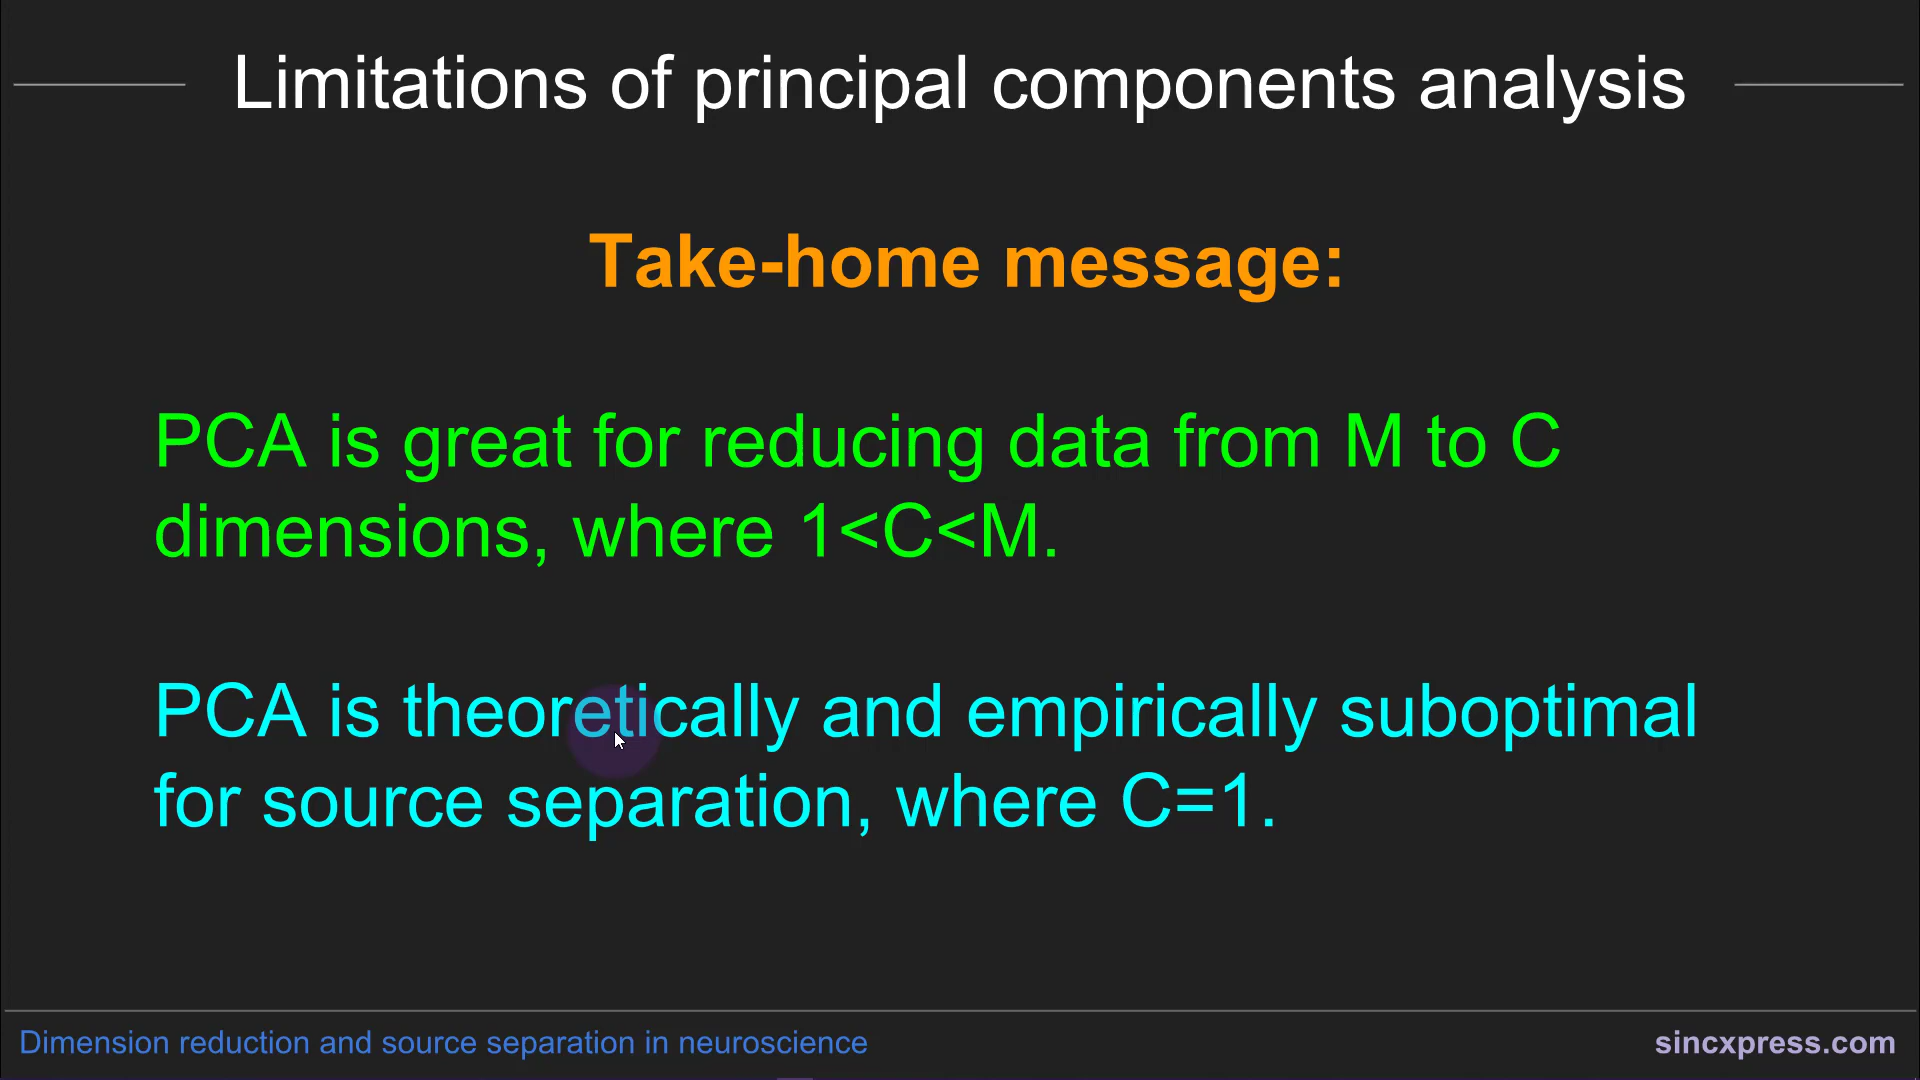 Limitations of principal components analysis
Take-home message:
PCA is great for reducing data from M to C
dimensions, where 1<C<M.
PCA is theoretically and empirically suboptimal
for source separation, where C=1.
Dimension reduction and source separation in neuroscience
sincxpress.com